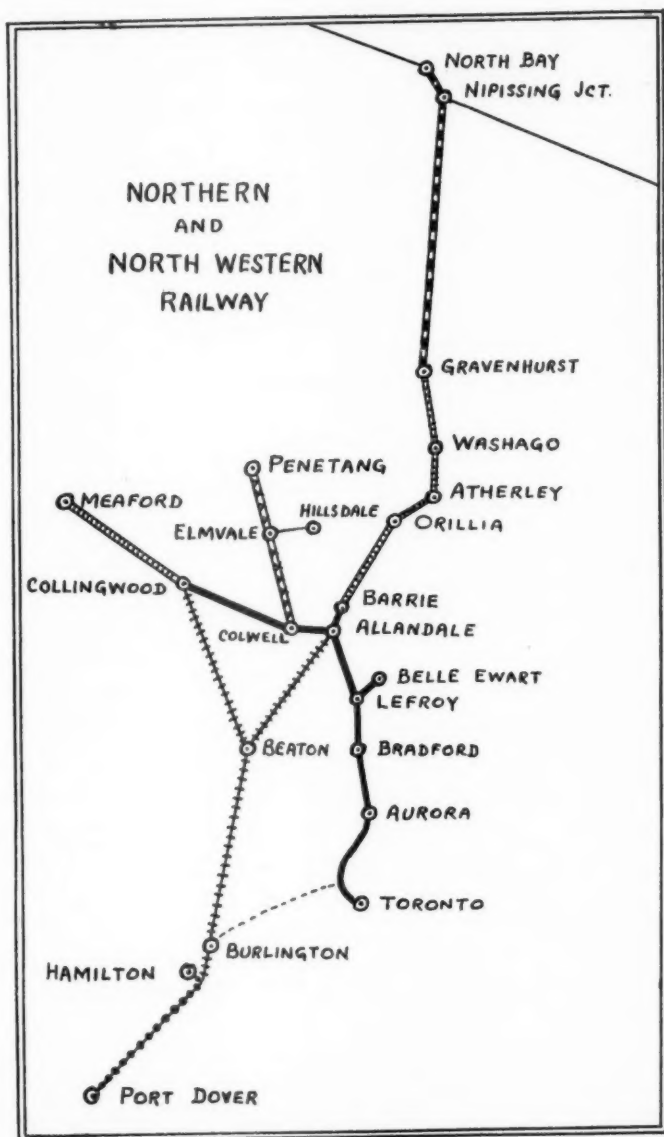 NORTH BAY
NIPISSING JCT.
NORTHERN
AND
NORTH WESTERN
RAILWAY
GRAVENHURST
WASHAGO
PENETANG
MEAFORD
ATHERLEY
HILLSDALE
ELMVALE
ORILLIA
COLLINGWOOD
BARRIE
COLWELL
ALLANDALE
BELLE EWART
LEFROY
BEATON
BRADFORD
AURORA
TORONTO
BURLINGTON
HAMILTON
PORT DOVER